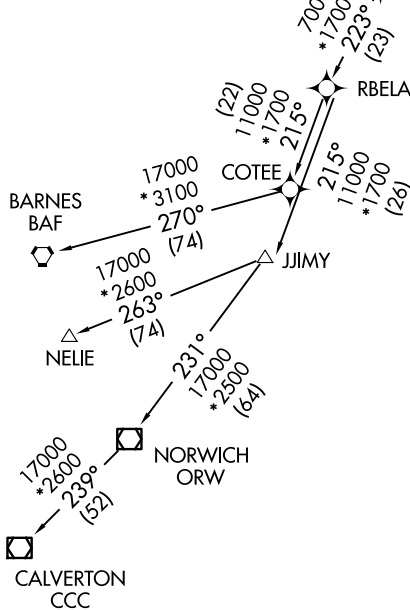 700
*1700
223°
(23)
RBELA
(22)
11000
*1700
215°
215°
11000
*1700
(26)
COTEE
17000
*3100
270°
(74)
BARNES
BAF
JJIMY
17000
*2600
263°
(74)
NELIE
231°
17000
*2500
(64)
NORWICH
ORW
17000
*2600
239°
(52)
CALVERTON
CCC